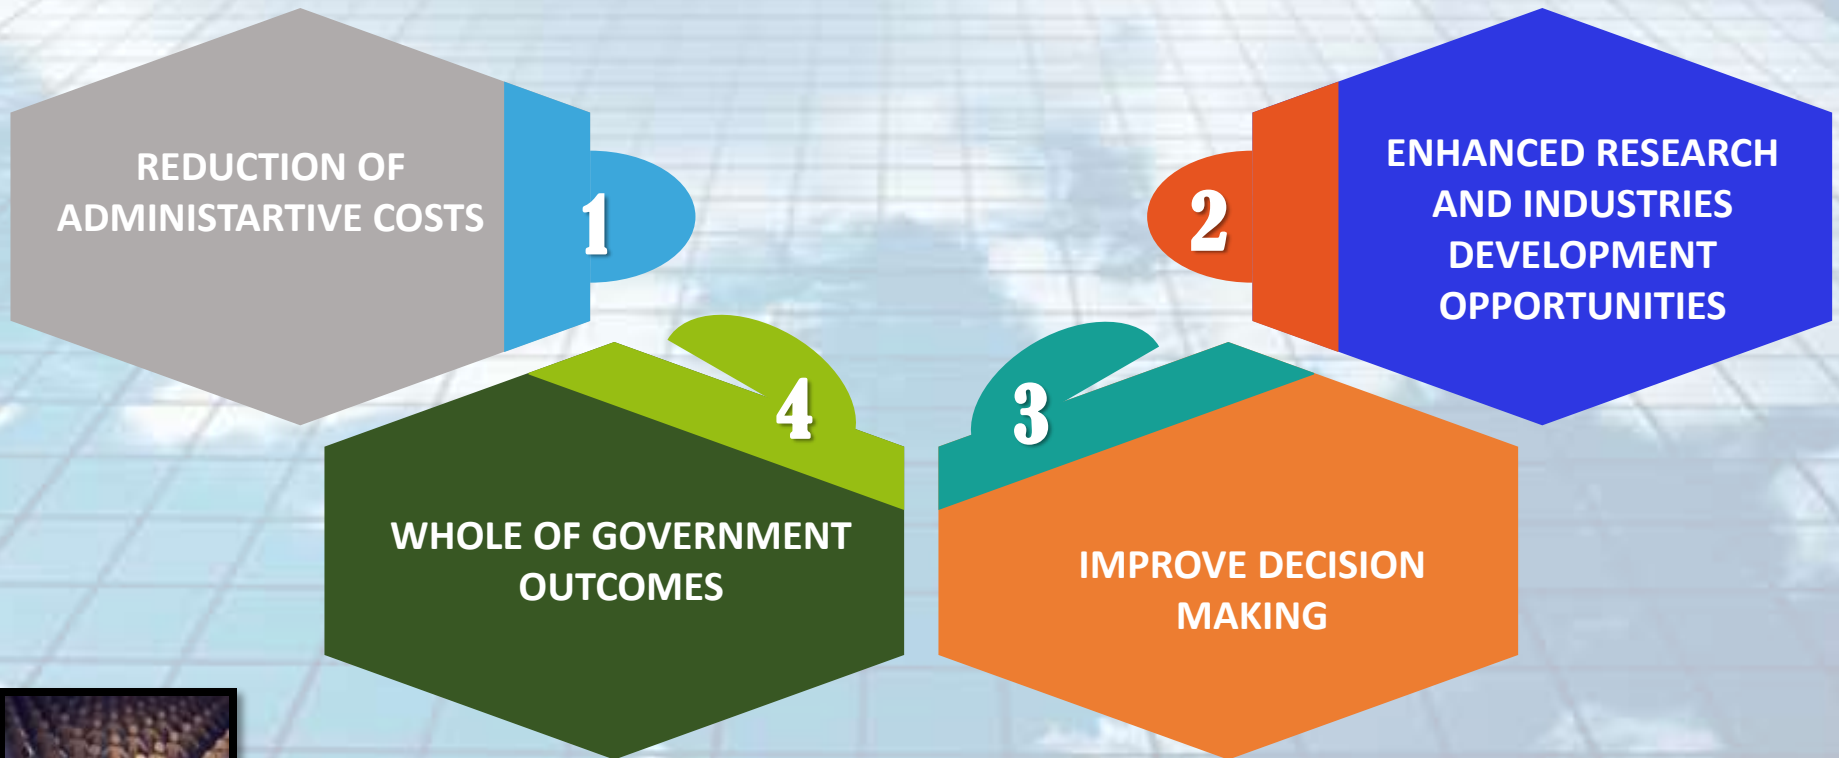 REDUCTION OF
ADMINISTARTIVE COSTS
1
2
ENHANCED RESEARCH
AND INDUSTRIES
DEVELOPMENT
OPPORTUNITIES
3
IMPROVE DECISION
MAKING
4
WHOLE OF GOVERNMENT
OUTCOMES